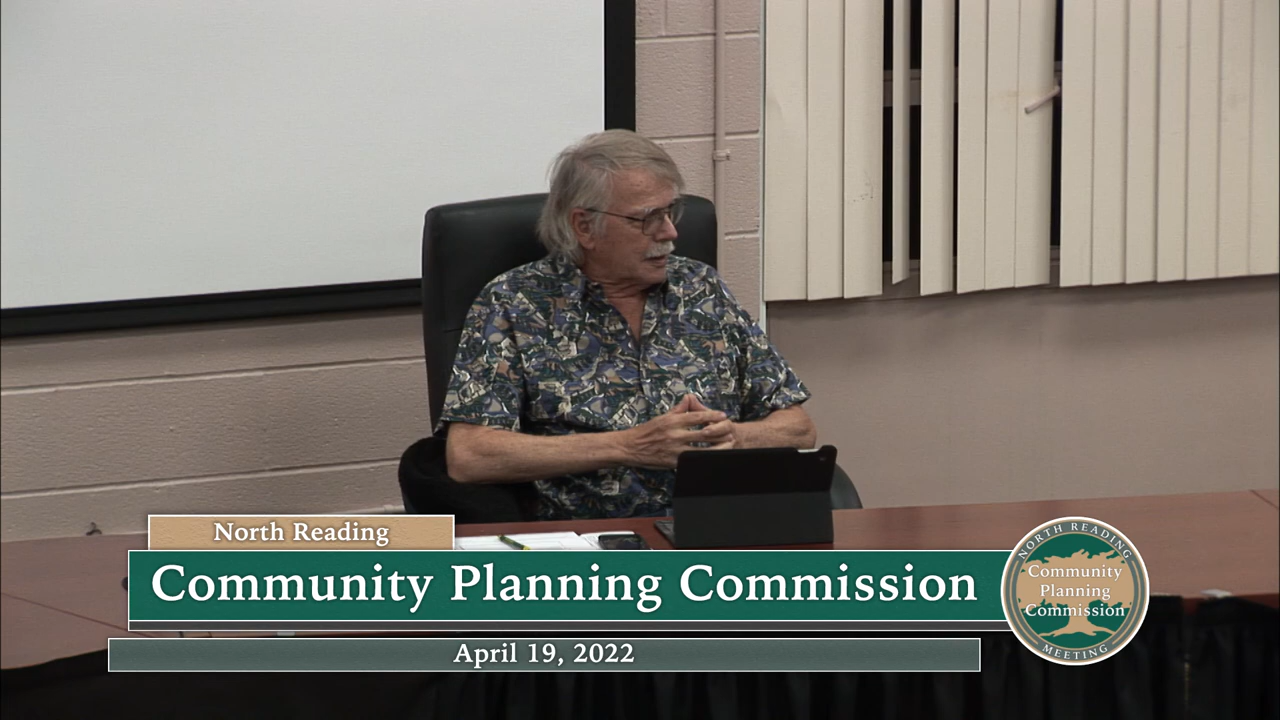 North Reading
Community Planning Commission
April 19, 2022
NORTH READING
Community
Planning
Commission
MEETING